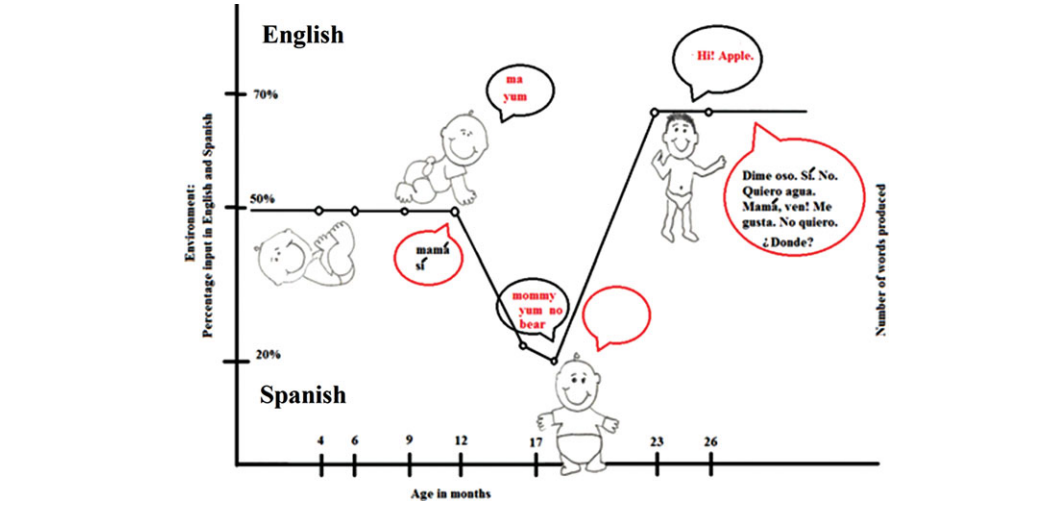 English
Hi! Apple.
ma
yum
70%
Dime oso. Sí. No.
Quiero agua.
Mamá, ven! Me
gusta. No quiero.
¿Donde?
50%
Environment:
Percentage input in English and Spanish
mamá
sí
Number of words produced
mommy
yum no
bear
20%
Spanish
4 6 9 12 17 23 26
Age in months